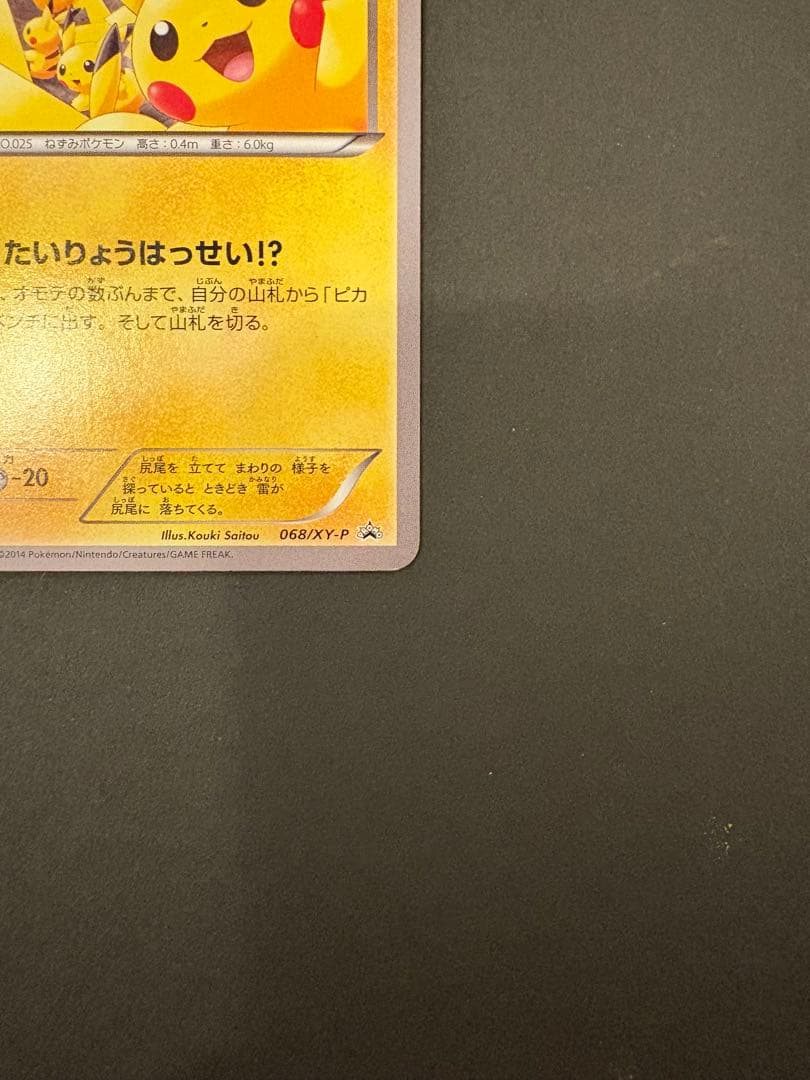 O.025 ねずみポケモン 高さ:0.4m 重さ:6.0kg
たいりょうはっせい!?
、オモテの数ぶんまで、自分の山札から「ピカ
ベンチに出す。そして山札を切る。
力
-20
尻尾を 立てて まわりの 様子を
探っていると ときどき 雷が
尻尾に 落ちてくる。
Illus.Kouki Saitou 068/XY-P
©2014 Pokémon/Nintendo/Creatures/GAME FREAK.